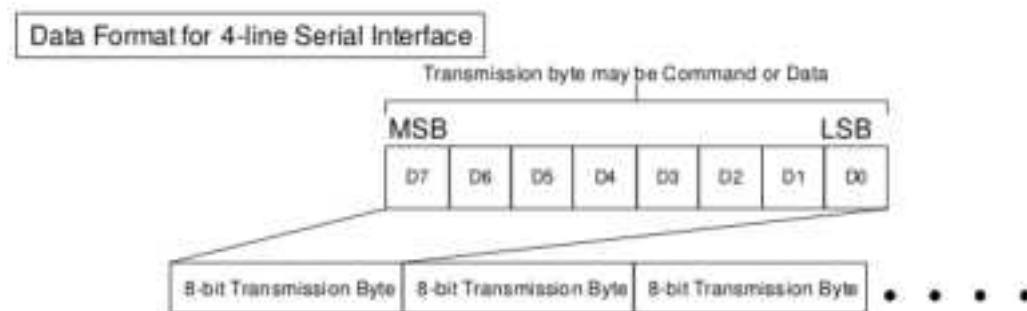 Data Format for 4-line Serial Interface
Transmission byte may be Command or Data
MSB LSB
D7 D6 D5 D4 D3 D2 D1 D0
8-bit Transmission Byte 8-bit Transmission Byte 8-bit Transmission Byte